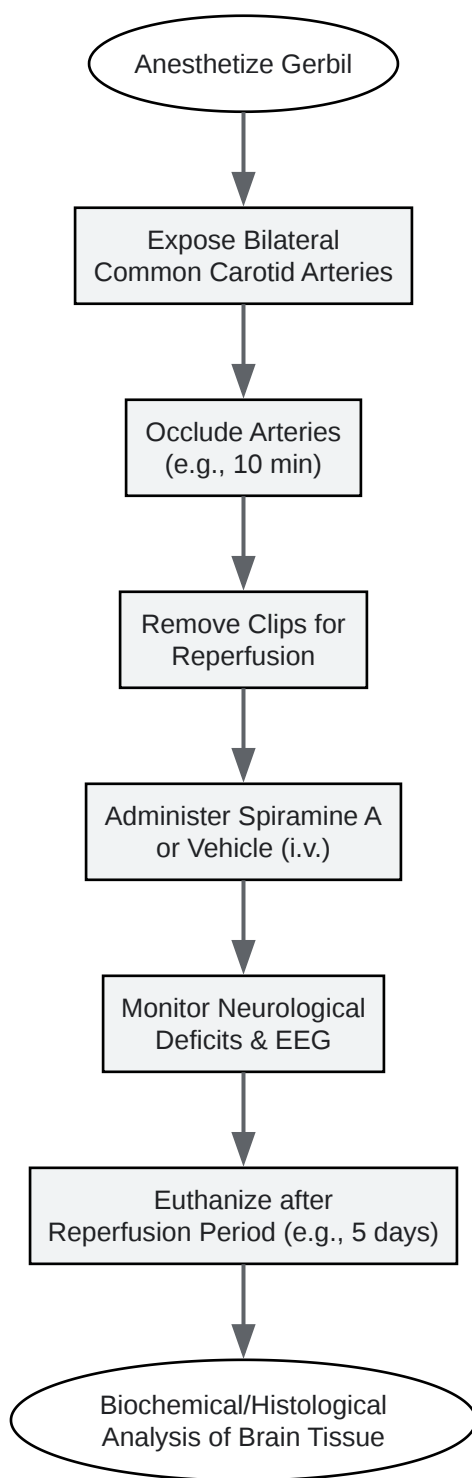 Anesthetize Gerbil
Expose Bilateral
Common Carotid Arteries
Occlude Arteries
(e.g., 10 min)
Remove Clips for
Reperfusion
Administer Spiramine A
or Vehicle (i.v.)
Monitor Neurological
Deficits & EEG
Euthanize after
Reperfusion Period (e.g., 5 days)
Biochemical/Histological
Analysis of Brain Tissue